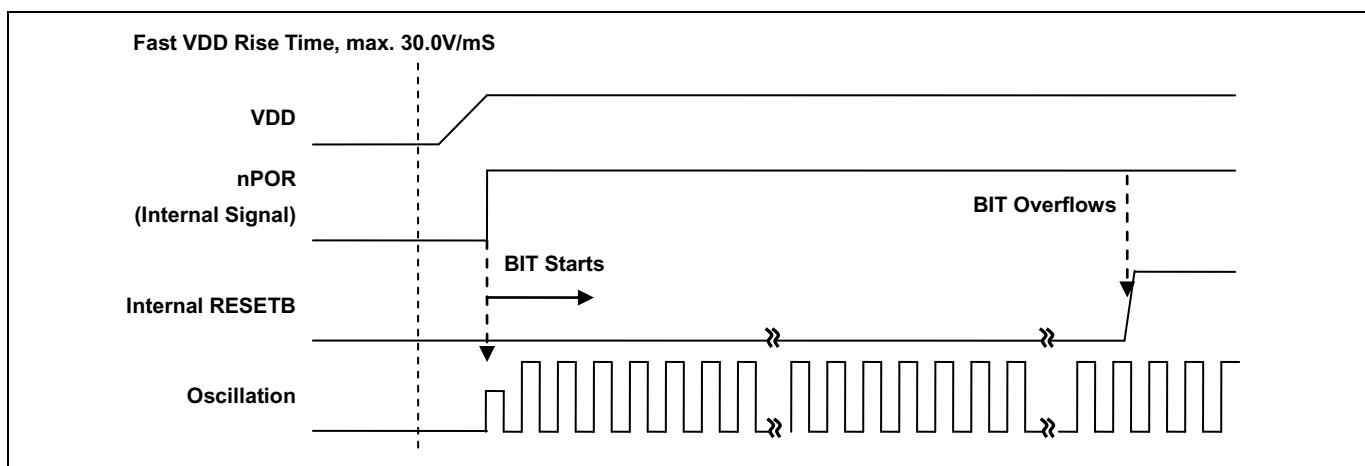 Fast VDD Rise Time, max. 30.0V/mS
VDD
nPOR
(Internal Signal)
BIT Overflows
BIT Starts
Internal RESETB
Oscillation